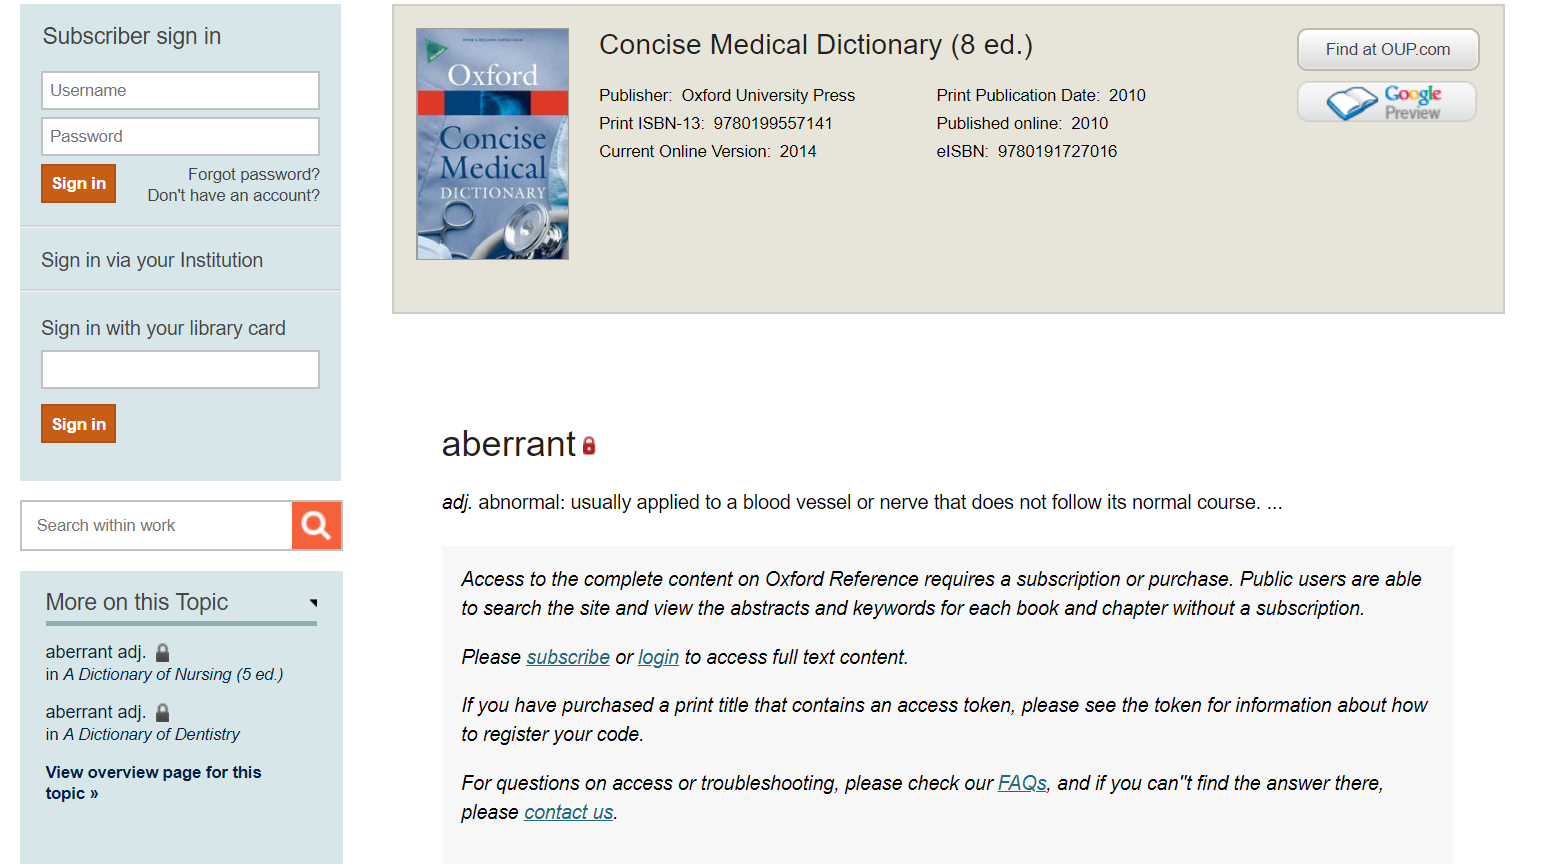 Subscriber sign in
Username
Password
Sign in
Forgot password?
Don't have an account?
Sign in via your Institution
Sign in with your library card
Sign in
Search within work
More on this Topic
aberrant adj.
in A Dictionary of Nursing (5 ed.)
aberrant adj.
in A Dictionary of Dentistry
View overview page for this
topic »
Oxford
Concise
Medical
DICTIONARY
Concise Medical Dictionary (8 ed.)
Publisher: Oxford University Press
Print ISBN-13: 9780199557141
Current Online Version: 2014
Print Publication Date: 2010
Published online: 2010
eISBN: 9780191727016
Find at OUP.com
Google
Preview
aberrant
adj. abnormal: usually applied to a blood vessel or nerve that does not follow its normal course. ...
Access to the complete content on Oxford Reference requires a subscription or purchase. Public users are able
to search the site and view the abstracts and keywords for each book and chapter without a subscription.
Please subscribe or login to access full text content.
If you have purchased a print title that contains an access token, please see the token for information about how
to register your code.
For questions on access or troubleshooting, please check our FAQs, and if you can''t find the answer there,
please contact us.